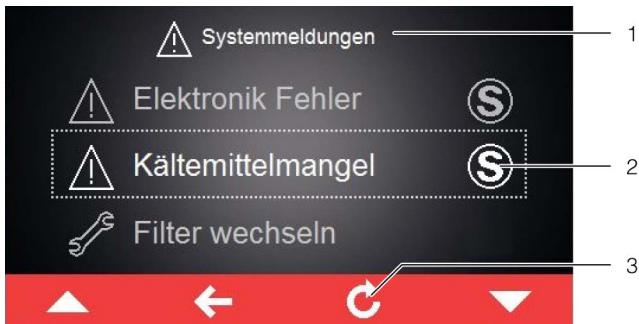 Systemmeldungen
1
Elektronik Fehler
S
Kältemittelmangel
S
2
Filter wechseln
3